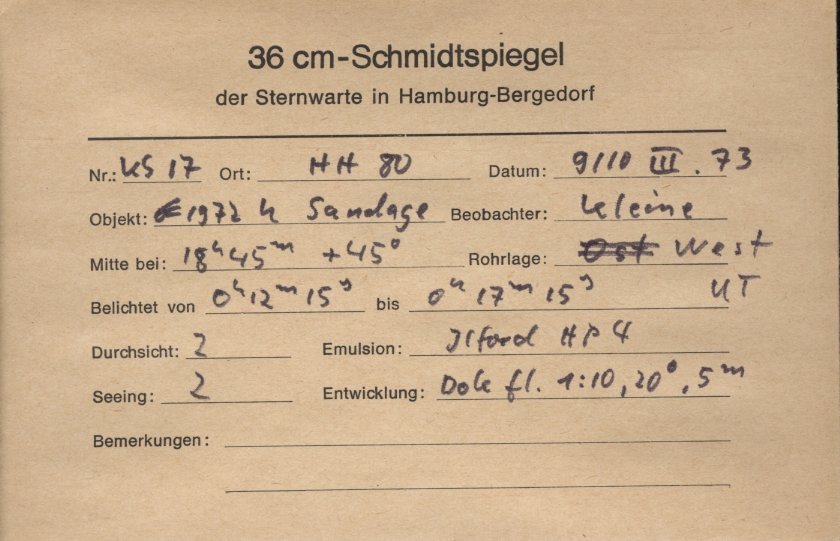 36 cm-Schmidtspiegel
der Sternwarte in Hamburg-Bergedorf
Nr.: KS 17 Ort: HH 80 Datum: 9/10 III. 73
Objekt: 1972 h Sandage Beobachter: Kleine
Mitte bei: 18ʰ45ᵐ +45° Rohrlage: Ost West
Belichtet von 0ʰ12ᵐ15ˢ bis 0ʰ17ᵐ15ˢ UT
Durchsicht: 2 Emulsion: Ilford HP4
Seeing: 2 Entwicklung: Dok fl. 1:10, 20°, 5ᵐ
Bemerkungen: